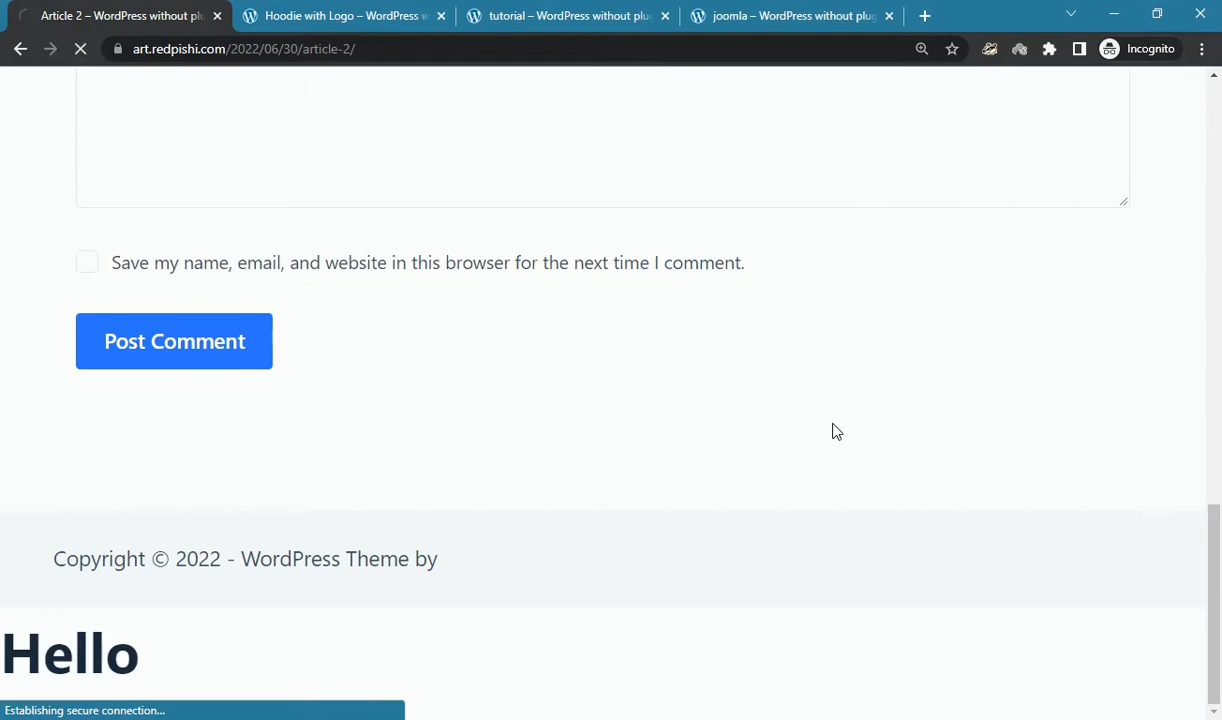 Article 2 – WordPress without plu
Hoodie with Logo – WordPress w
tutorial – WordPress without plu
joomla – WordPress without plug
art.redpishi.com/2022/06/30/article-2/
Incognito
Save my name, email, and website in this browser for the next time I comment.
Post Comment
Copyright © 2022 - WordPress Theme by
Hello
Establishing secure connection...